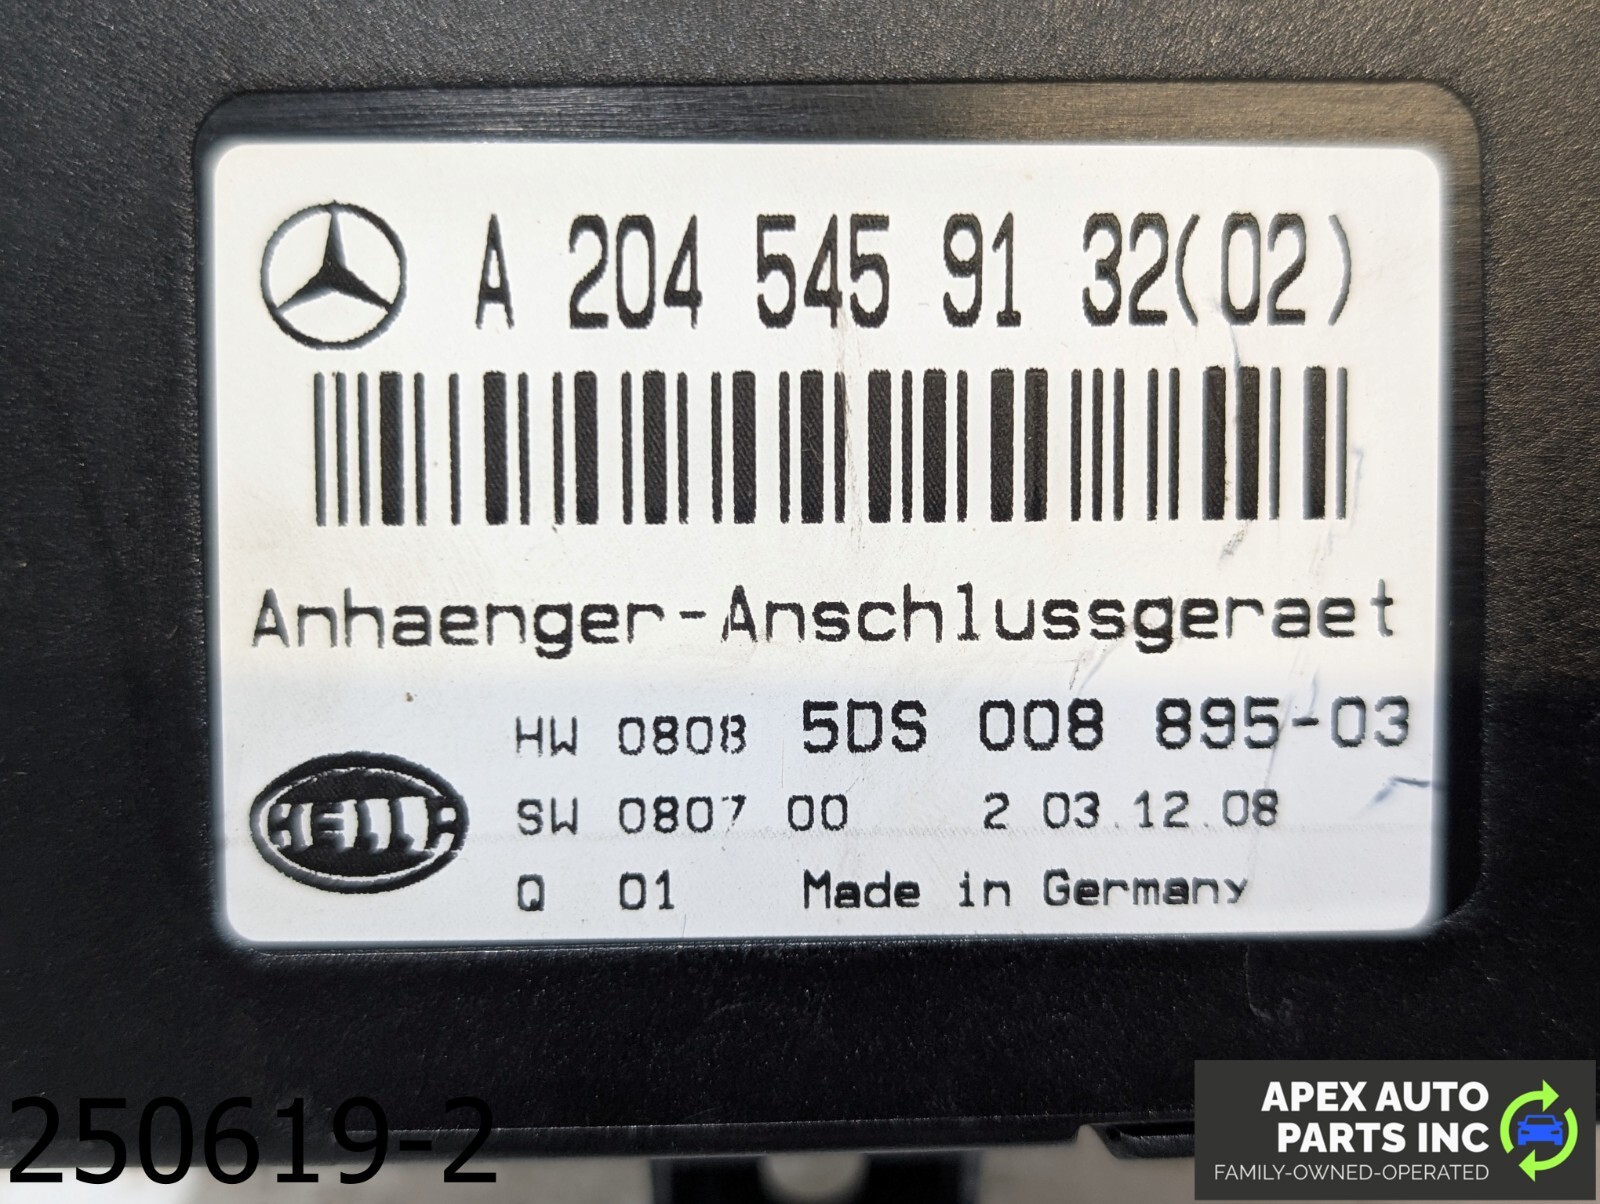 A 204 545 91 32(02)
Anhaenger-Anschlussgeraet
HW 0808 5DS 008 895-03
HELLA
SW 0807 00 2 03.12.08
Q 01 Made in Germany
250619-2
APEX AUTO
PARTS INC
FAMILY-OWNED-OPERATED